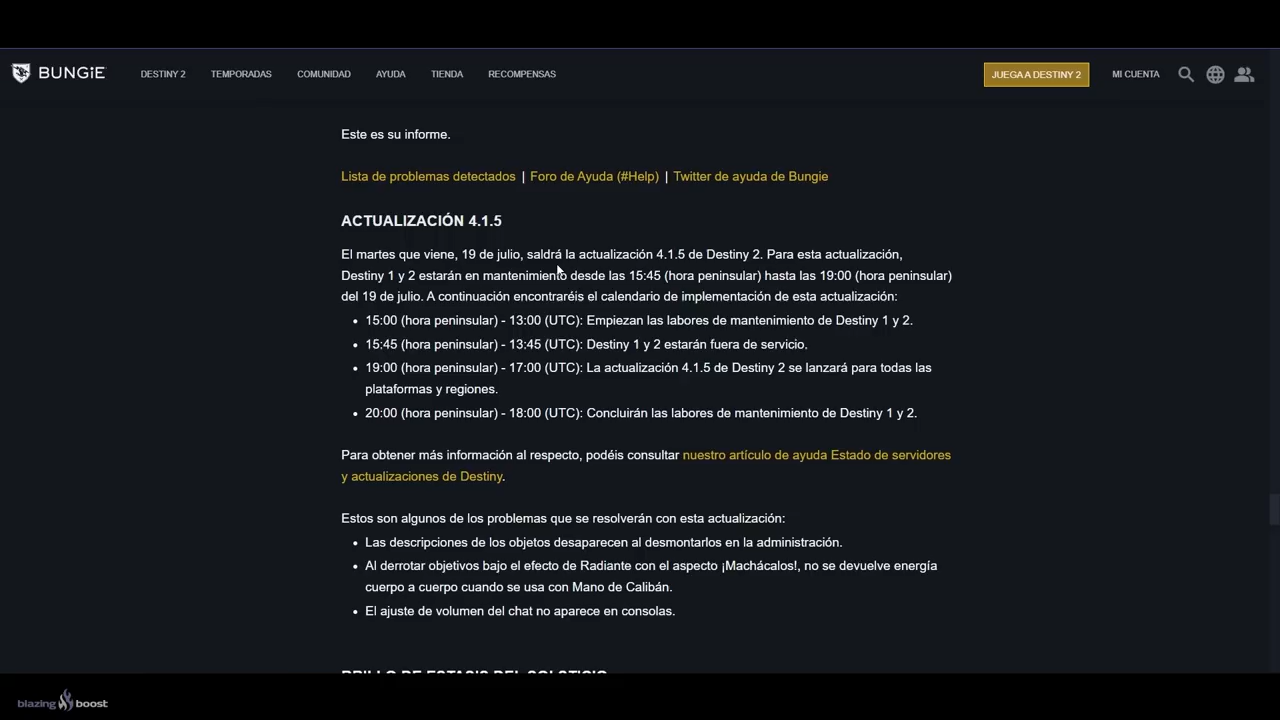 BUNGiE DESTINY 2 TEMPORADAS COMUNIDAD AYUDA TIENDA RECOMPENSAS JUEGA A DESTINY 2 MI CUENTA
Este es su informe.
Lista de problemas detectados | Foro de Ayuda (#Help) | Twitter de ayuda de Bungie
ACTUALIZACIÓN 4.1.5
El martes que viene, 19 de julio, saldrá la actualización 4.1.5 de Destiny 2. Para esta actualización,
Destiny 1 y 2 estarán en mantenimiento desde las 15:45 (hora peninsular) hasta las 19:00 (hora peninsular)
del 19 de julio. A continuación encontraréis el calendario de implementación de esta actualización:
• 15:00 (hora peninsular) - 13:00 (UTC): Empiezan las labores de mantenimiento de Destiny 1 y 2.
• 15:45 (hora peninsular) - 13:45 (UTC): Destiny 1 y 2 estarán fuera de servicio.
• 19:00 (hora peninsular) - 17:00 (UTC): La actualización 4.1.5 de Destiny 2 se lanzará para todas las
plataformas y regiones.
• 20:00 (hora peninsular) - 18:00 (UTC): Concluirán las labores de mantenimiento de Destiny 1 y 2.
Para obtener más información al respecto, podéis consultar nuestro artículo de ayuda Estado de servidores
y actualizaciones de Destiny.
Estos son algunos de los problemas que se resolverán con esta actualización:
• Las descripciones de los objetos desaparecen al desmontarlos en la administración.
• Al derrotar objetivos bajo el efecto de Radiante con el aspecto ¡Machácalos!, no se devuelve energía
cuerpo a cuerpo cuando se usa con Mano de Calibán.
• El ajuste de volumen del chat no aparece en consolas.
BRILLO DE ESTASIS DEL SOLSTICIO
blazing boost